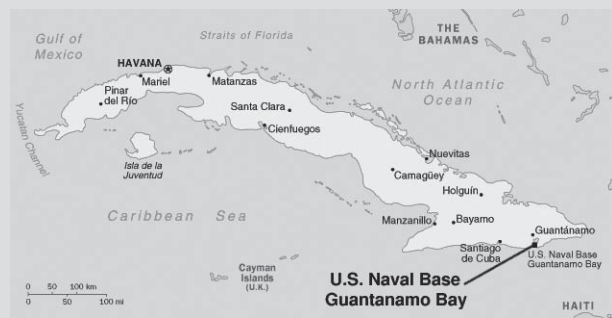 Gulf of
Mexico
Straits of Florida
THE
BAHAMAS
HAVANA
Mariel
Matanzas
Pinar
del Río
Santa Clara
North Atlantic
Ocean
Cienfuegos
Yucatan Channel
Isla de la
Juventud
Nuevitas
Camagüey
Holguín
Caribbean Sea
Manzanillo
Bayamo
Guantánamo
Santiago
de Cuba
U.S. Naval Base
Guantanamo Bay
Cayman
Islands
(U.K.)
U.S. Naval Base
Guantanamo Bay
0 50 100 km
0 50 100 mi
HAITI